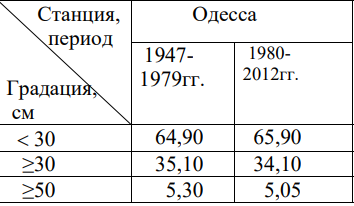 Станция,
период
Градация,
см
Одесса
1947-
1979гг.
1980-
2012гг.
< 30 64,90 65,90
≥30 35,10 34,10
≥50 5,30 5,05